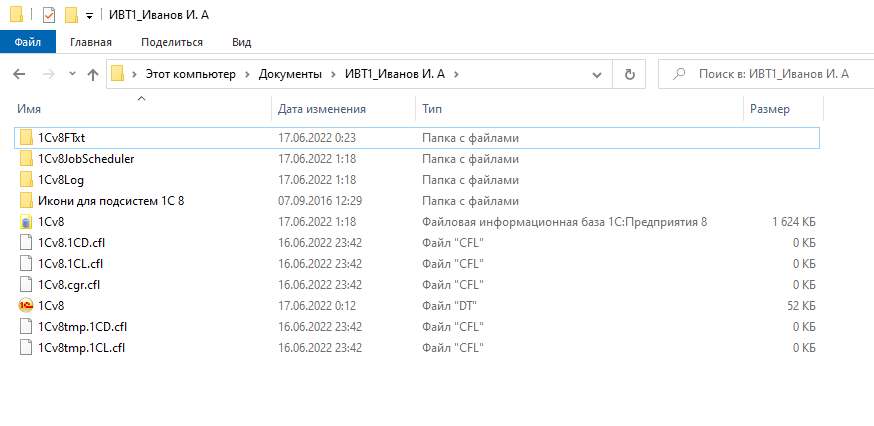 ИВТ1_Иванов И. А
Файл Главная Поделиться Вид
Этот компьютер Документы ИВТ1_Иванов И. А Поиск в: ИВТ1_Иванов И. А
Имя Дата изменения Тип Размер
1Cv8FTxt 17.06.2022 0:23 Папка с файлами
1Cv8JobScheduler 17.06.2022 1:18 Папка с файлами
1Cv8Log 17.06.2022 1:18 Папка с файлами
Икони для подсистем 1С 8 07.09.2016 12:29 Папка с файлами
1Cv8 17.06.2022 1:18 Файловая информационная база 1С:Предприятия 8 1 624 КБ
1Cv8.1CD.cfl 16.06.2022 23:42 Файл "CFL" 0 КБ
1Cv8.1CL.cfl 16.06.2022 23:42 Файл "CFL" 0 КБ
1Cv8.cgr.cfl 16.06.2022 23:42 Файл "CFL" 0 КБ
1Cv8 17.06.2022 0:12 Файл "DT" 52 КБ
1Cv8tmp.1CD.cfl 16.06.2022 23:42 Файл "CFL" 0 КБ
1Cv8tmp.1CL.cfl 16.06.2022 23:42 Файл "CFL" 0 КБ